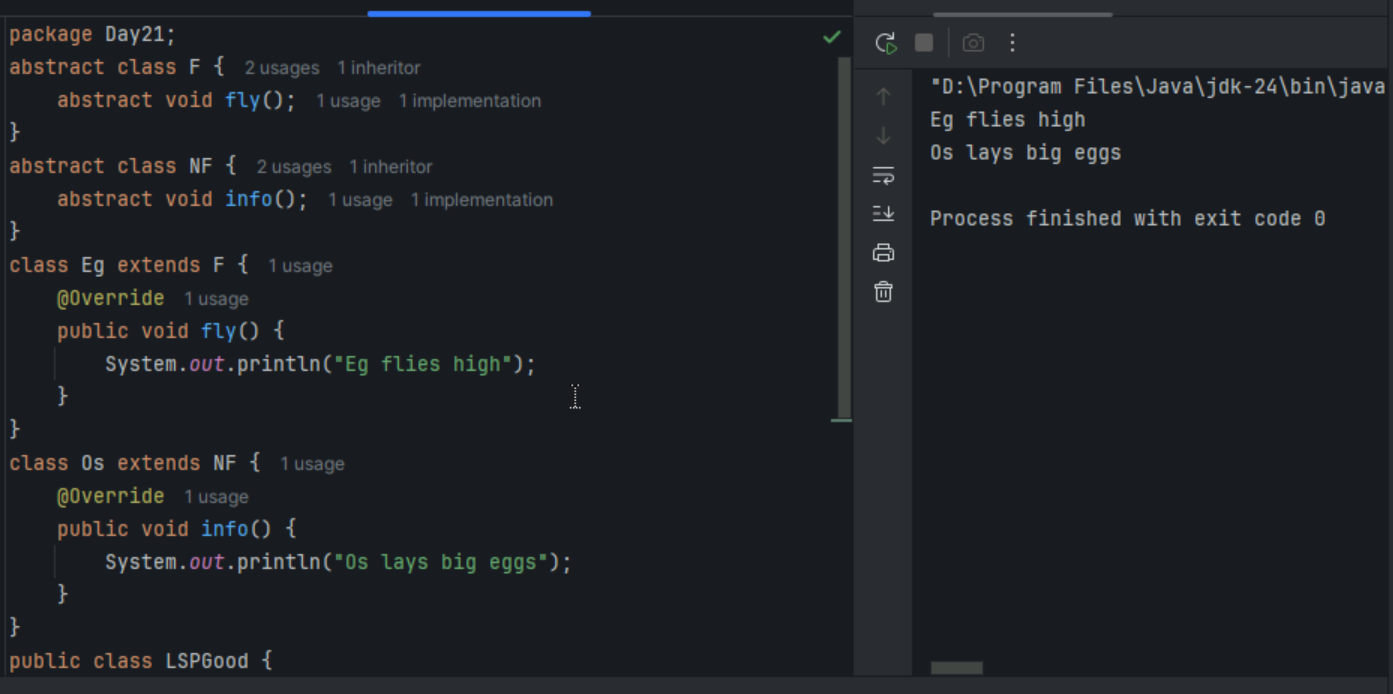 package Day21;
abstract class F {  2 usages  1 inheritor
    abstract void fly();  1 usage  1 implementation
}
abstract class NF {  2 usages  1 inheritor
    abstract void info();  1 usage  1 implementation
}
class Eg extends F {  1 usage
    @Override  1 usage
    public void fly() {
        System.out.println("Eg flies high");
    }
}
class Os extends NF {  1 usage
    @Override  1 usage
    public void info() {
        System.out.println("Os lays big eggs");
    }
}
public class LSPGood {
"D:\Program Files\Java\jdk-24\bin\java
Eg flies high
Os lays big eggs
Process finished with exit code 0